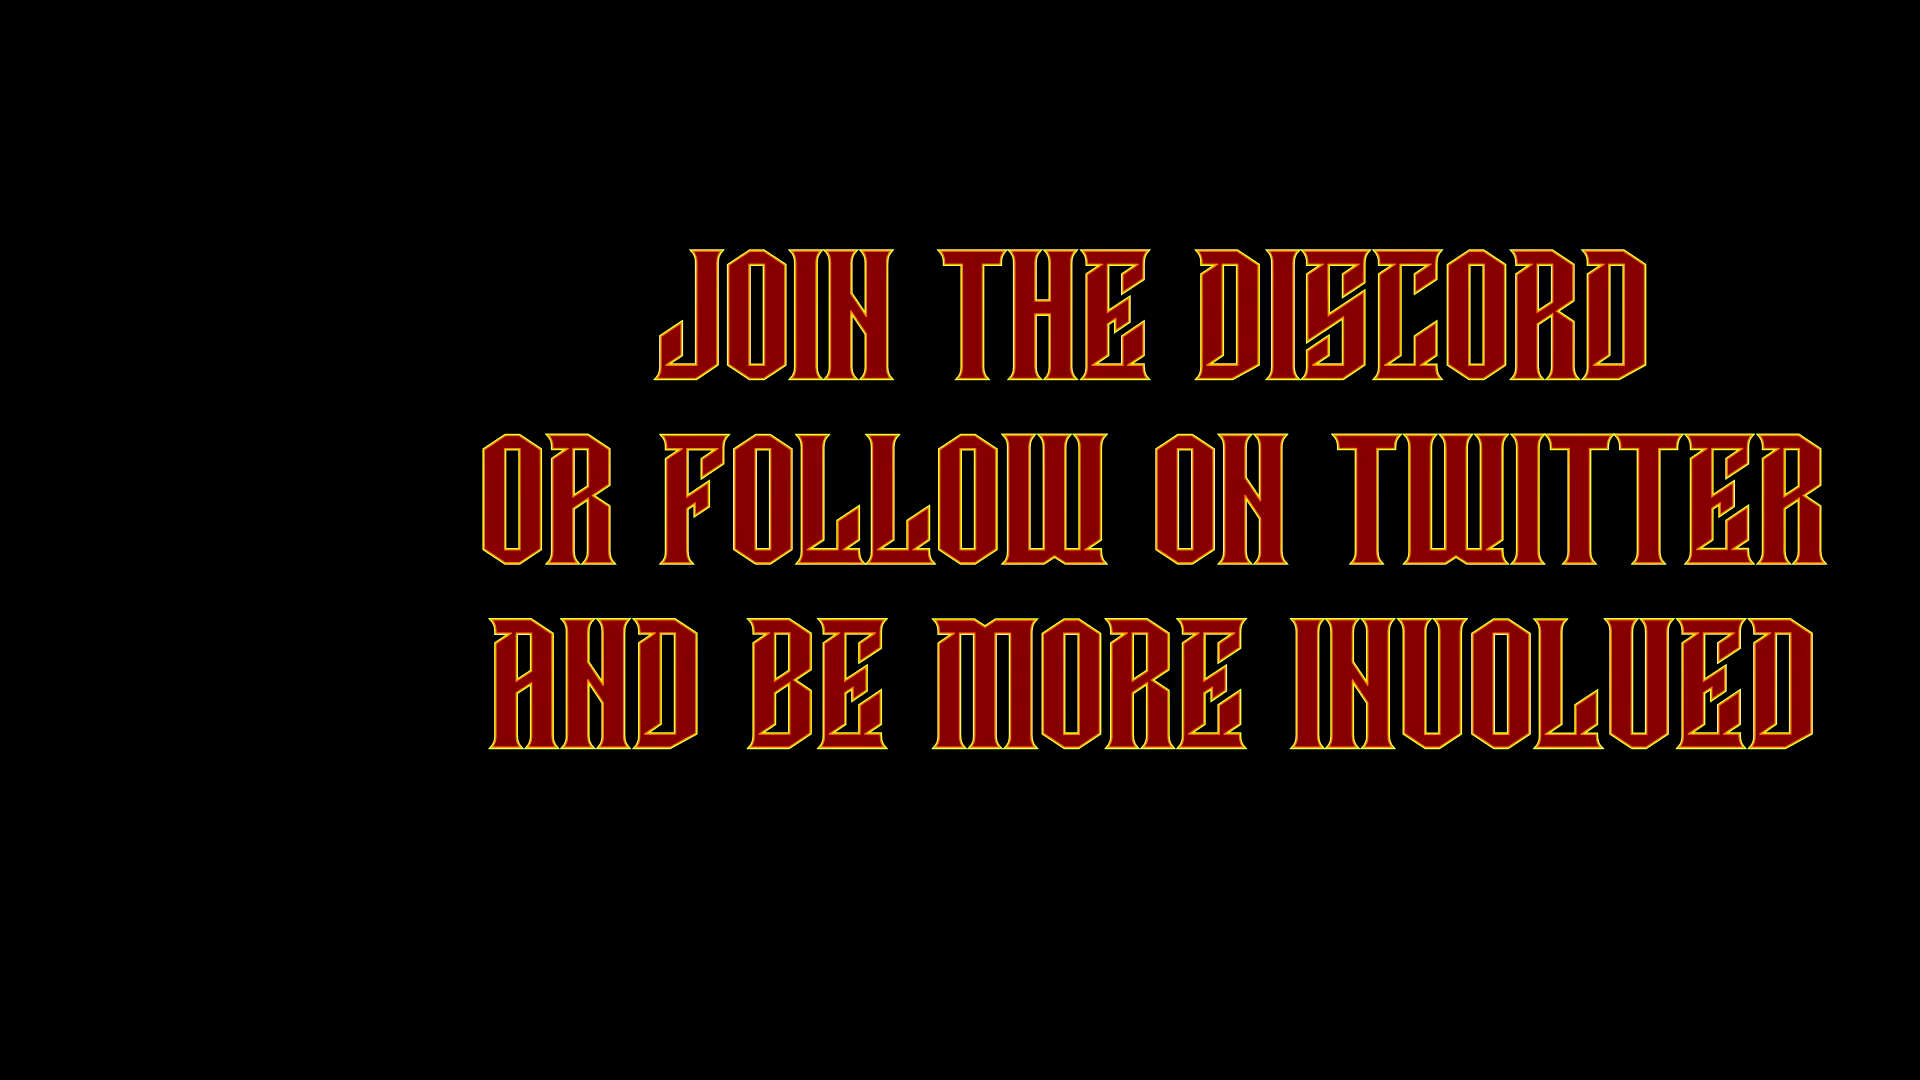 JOIN THE DISCORD
OR FOLLOW ON TWITTER
AND BE MORE INVOLVED